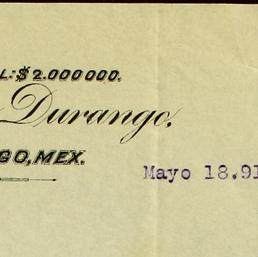 L: $ 2.000000.
Durango,
GO, MEX.
Mayo 18.91